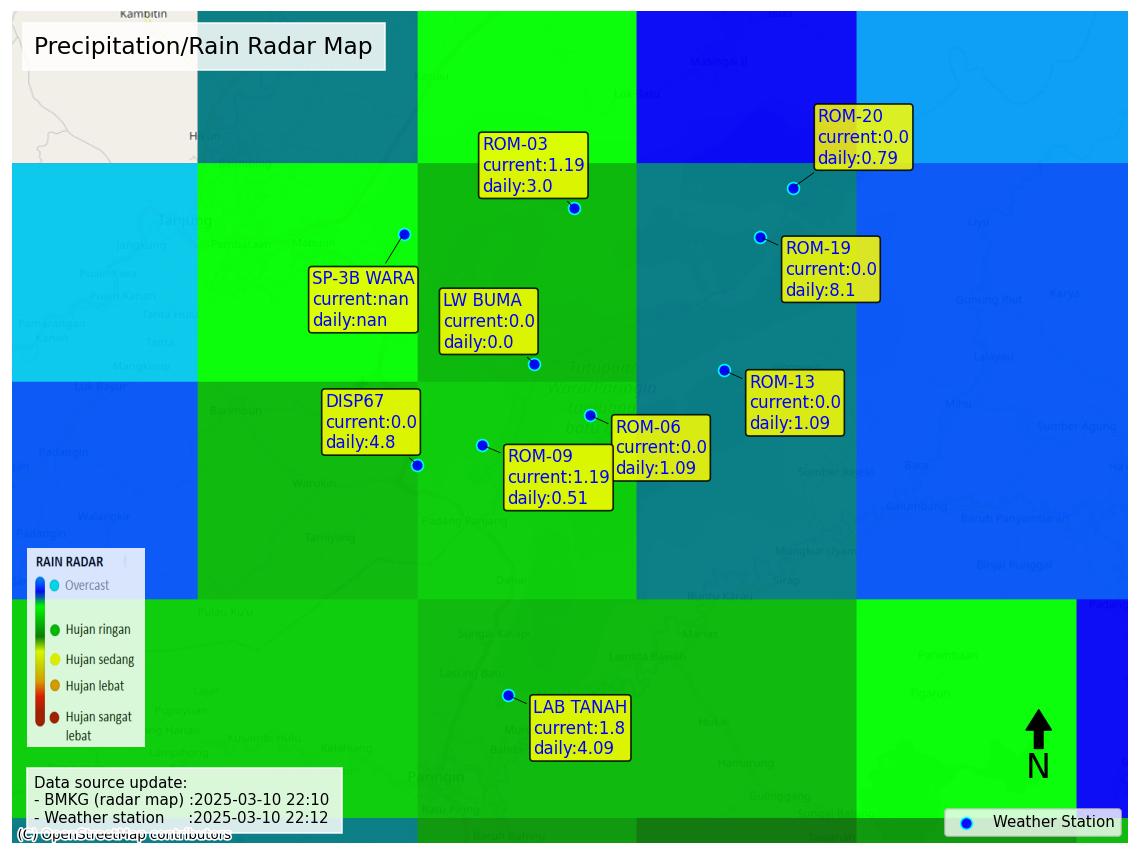 Kambitin
Precipitation/Rain Radar Map
ROM-20
current:0.0
daily:0.79
ROM-03
current:1.19
daily:3.0
Tanjung
ROM-19
current:0.0
daily:8.1
SP-3B WARA
current:nan
daily:nan
LW BUMA
current:0.0
daily:0.0
ROM-13
current:0.0
daily:1.09
DISP67
current:0.0
daily:4.8
ROM-06
current:0.0
daily:1.09
ROM-09
current:1.19
daily:0.51
RAIN RADAR
Overcast
Hujan ringan
Hujan sedang
Hujan lebat
Hujan sangat
lebat
LAB TANAH
current:1.8
daily:4.09
Paringin
N
Data source update:
- BMKG (radar map) :2025-03-10 22:10
- Weather station :2025-03-10 22:12
(C) OpenStreetMap contributors
Weather Station